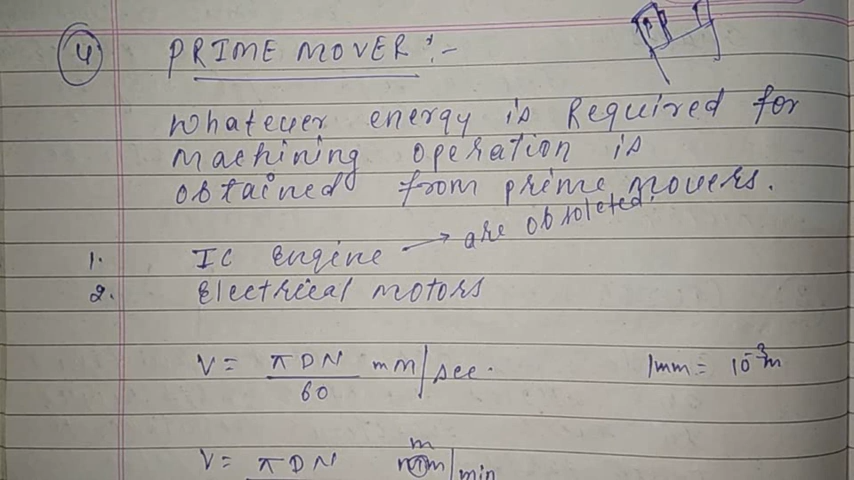 4 PRIME MOVER :-
Whatever energy is Required for
machining operation is
obtained from prime movers.
1. IC engine → are obsoleted.
2. Electrical motors
V = πDN/60 mm/sec. 1mm = 10⁻³m
V = πDN m/min